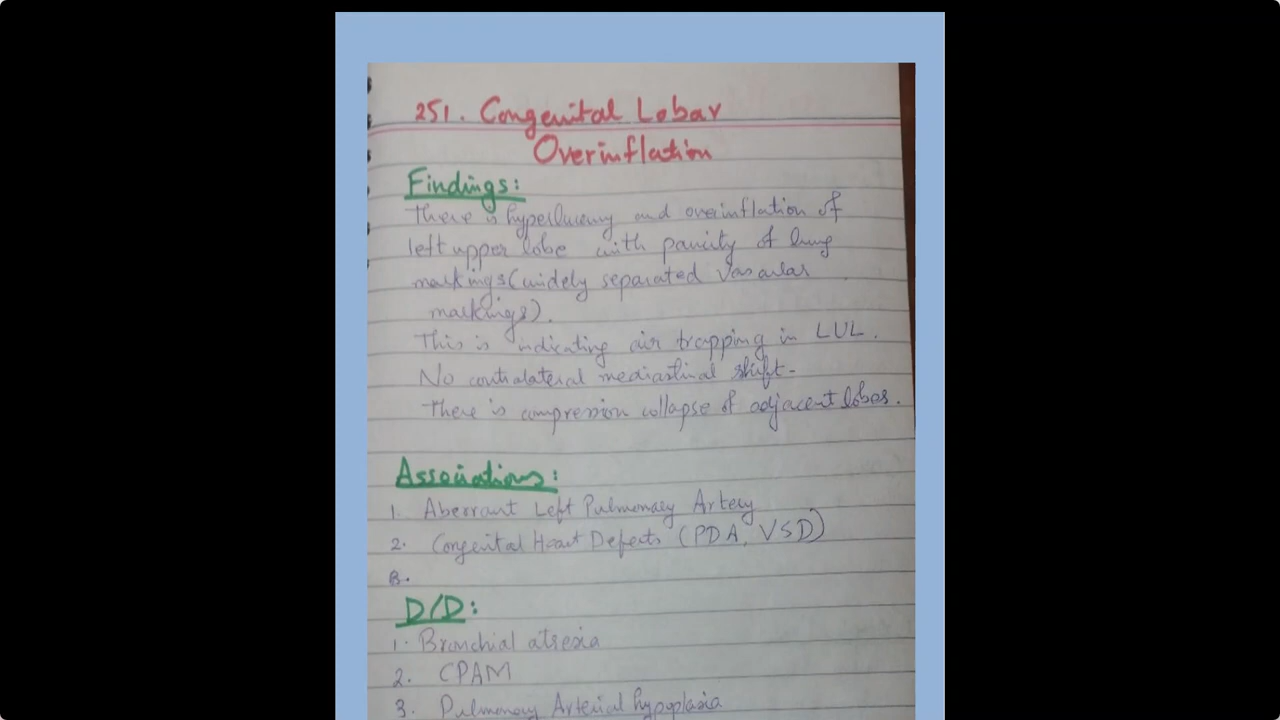 251. Congenital Lobar
Overinflation
Findings:
There is hyperlucency and overinflation of
left upper lobe with paucity of lung
markings (widely separated vascular
markings).
This is indicating air trapping in LUL.
No contralateral mediastinal shift.
There is compression collapse of adjacent lobes.
Associations:
1. Aberrant Left Pulmonary Artery
2. Congenital Heart Defects (PDA, VSD)
3.
D/D:
1. Bronchial atresia
2. CPAM
3. Pulmonary Arterial hypoplasia